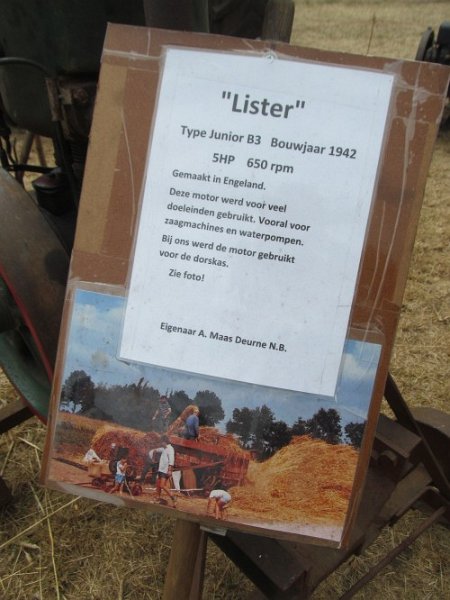 "Lister"
Type Junior B3 Bouwjaar 1942
5HP 650 rpm
Gemaakt in Engeland.
Deze motor werd voor veel
doeleinden gebruikt. Vooral voor
zaagmachines en waterpompen.
Bij ons werd de motor gebruikt
voor de dorskas.
Zie foto!
Eigenaar A. Maas Deurne N.B.